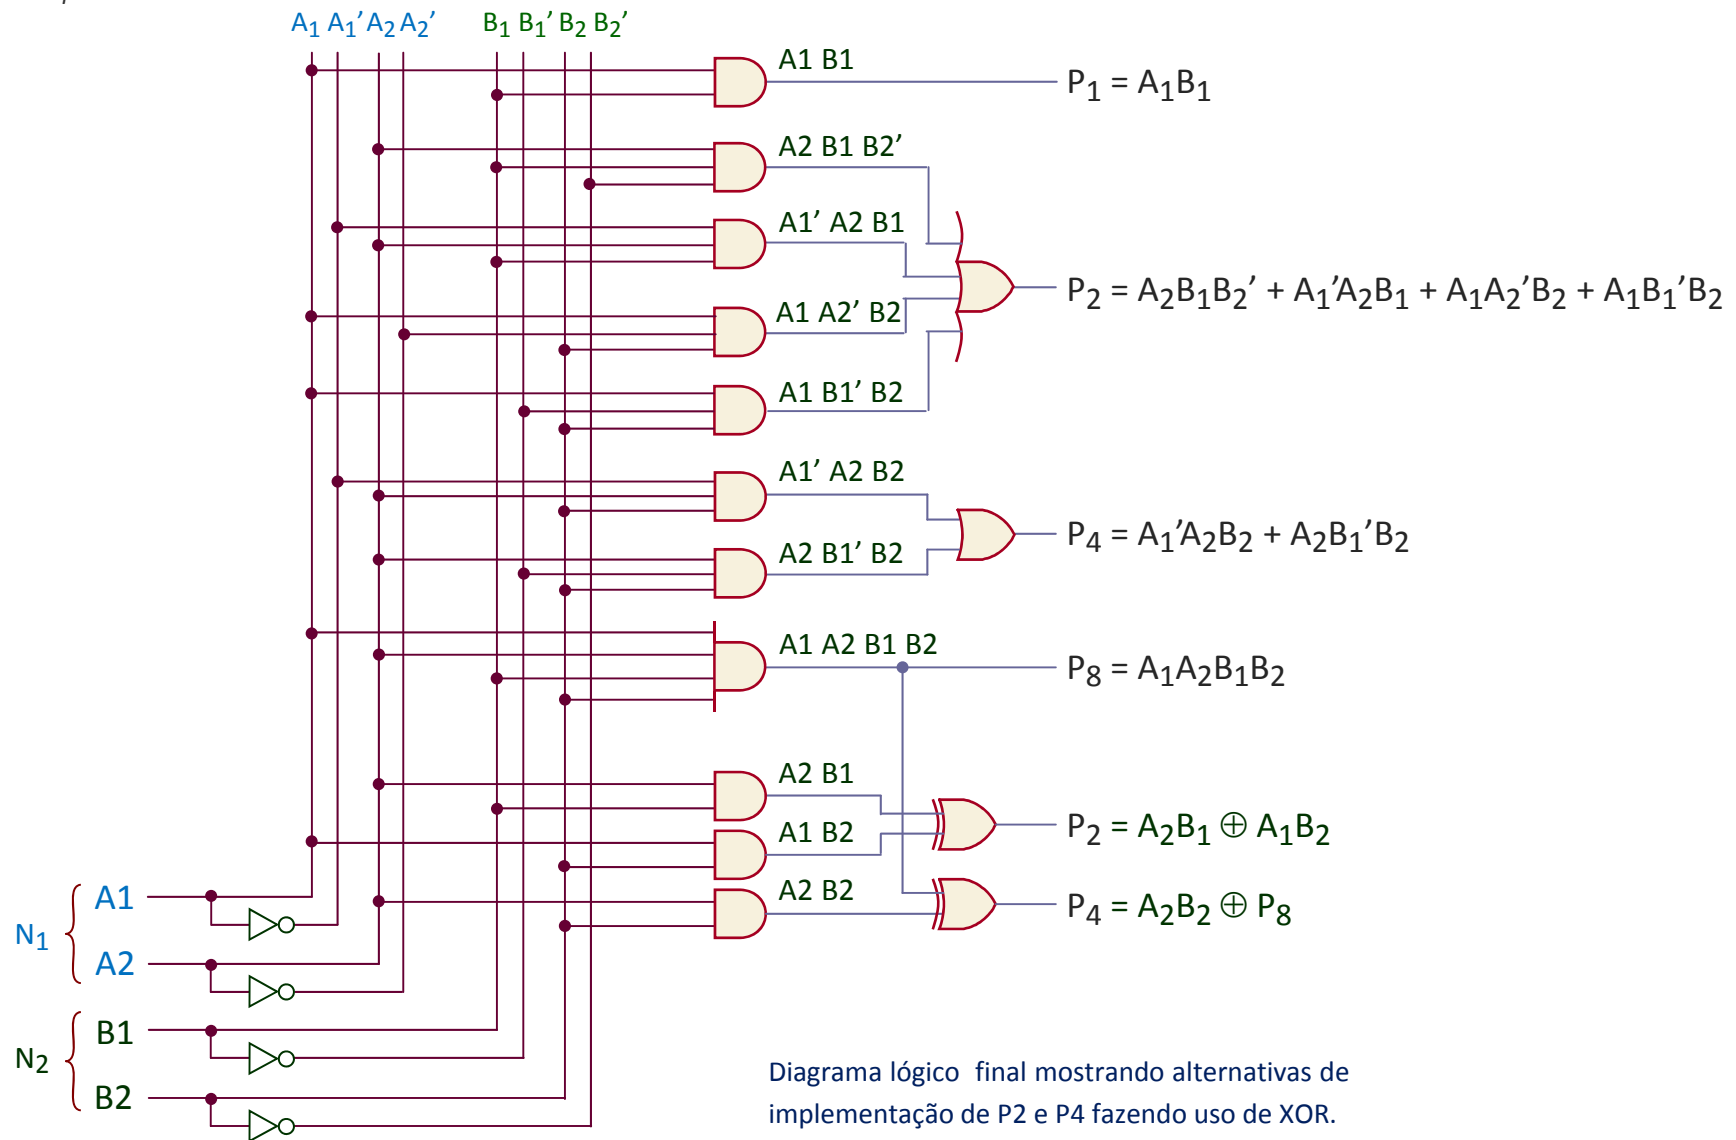 A1 A1’ A2 A2’ B1 B1’ B2 B2’
A1 B1
P1 = A1B1
A2 B1 B2’
A1’ A2 B1
P2 = A2B1B2’ + A1’A2B1 + A1A2’B2 + A1B1’B2
A1 A2’ B2
A1 B1’ B2
A1’ A2 B2
P4 = A1’A2B2 + A2B1’B2
A2 B1’ B2
A1 A2 B1 B2
P8 = A1A2B1B2
A2 B1
P2 = A2B1 ⊕ A1B2
A1 B2
A2 B2
P4 = A2B2 ⊕ P8
A1
N1
A2
B1
N2
B2
Diagrama lógico final mostrando alternativas de
implementação de P2 e P4 fazendo uso de XOR.